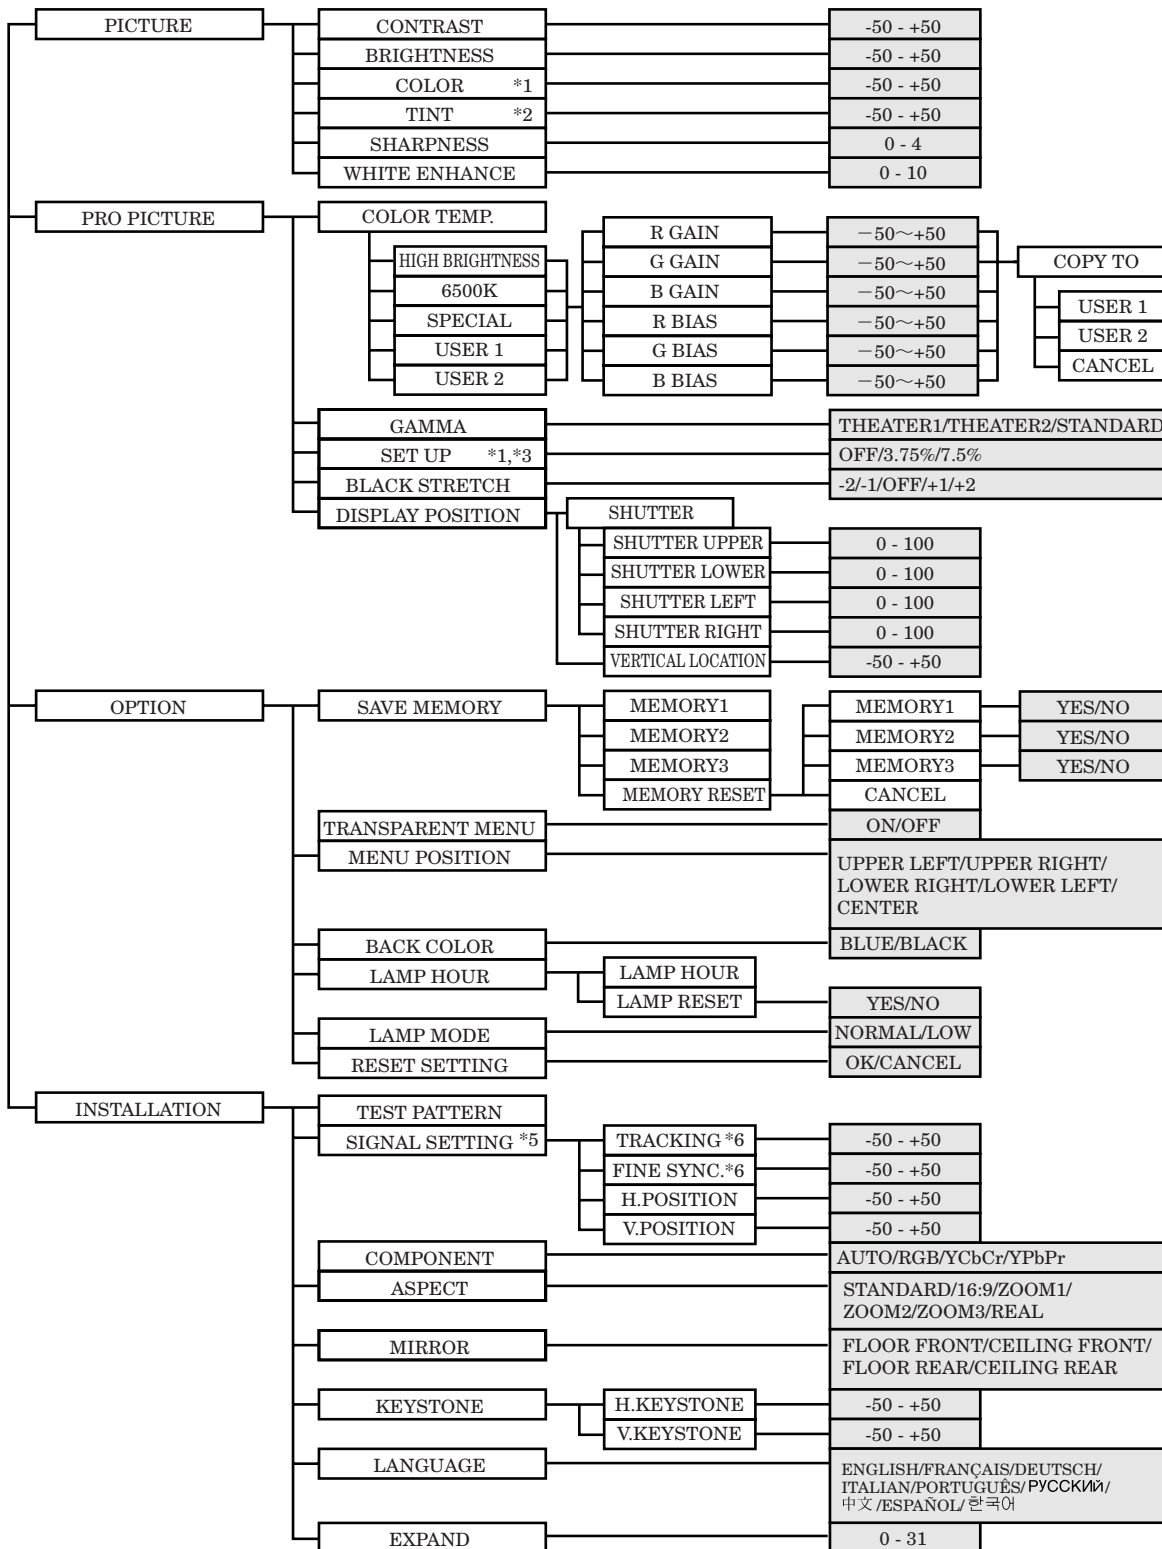 PICTURE CONTRAST -50 - +50
BRIGHTNESS -50 - +50
COLOR *1 -50 - +50
TINT *2 -50 - +50
SHARPNESS 0 - 4
WHITE ENHANCE 0 - 10
PRO PICTURE COLOR TEMP.
R GAIN －50～+50
HIGH BRIGHTNESS G GAIN －50～+50 COPY TO
6500K B GAIN －50～+50 USER 1
SPECIAL R BIAS －50～+50 USER 2
USER 1 G BIAS －50～+50 CANCEL
USER 2 B BIAS －50～+50
GAMMA THEATER1/THEATER2/STANDARD
SET UP *1,*3 OFF/3.75%/7.5%
BLACK STRETCH -2/-1/OFF/+1/+2
DISPLAY POSITION SHUTTER
SHUTTER UPPER 0 - 100
SHUTTER LOWER 0 - 100
SHUTTER LEFT 0 - 100
SHUTTER RIGHT 0 - 100
VERTICAL LOCATION -50 - +50
OPTION SAVE MEMORY MEMORY1 MEMORY1 YES/NO
MEMORY2 MEMORY2 YES/NO
MEMORY3 MEMORY3 YES/NO
MEMORY RESET CANCEL
TRANSPARENT MENU ON/OFF
MENU POSITION UPPER LEFT/UPPER RIGHT/
LOWER RIGHT/LOWER LEFT/
CENTER
BACK COLOR BLUE/BLACK
LAMP HOUR LAMP HOUR
LAMP RESET YES/NO
LAMP MODE NORMAL/LOW
RESET SETTING OK/CANCEL
INSTALLATION TEST PATTERN
SIGNAL SETTING *5 TRACKING *6 -50 - +50
FINE SYNC.*6 -50 - +50
H.POSITION -50 - +50
V.POSITION -50 - +50
COMPONENT AUTO/RGB/YCbCr/YPbPr
ASPECT STANDARD/16:9/ZOOM1/
ZOOM2/ZOOM3/REAL
MIRROR FLOOR FRONT/CEILING FRONT/
FLOOR REAR/CEILING REAR
KEYSTONE H.KEYSTONE -50 - +50
V.KEYSTONE -50 - +50
LANGUAGE ENGLISH/FRANÇAIS/DEUTSCH/
ITALIAN/PORTUGUÊS/РУССКИй/
中文/ESPAÑOL/한국어
EXPAND 0 - 31